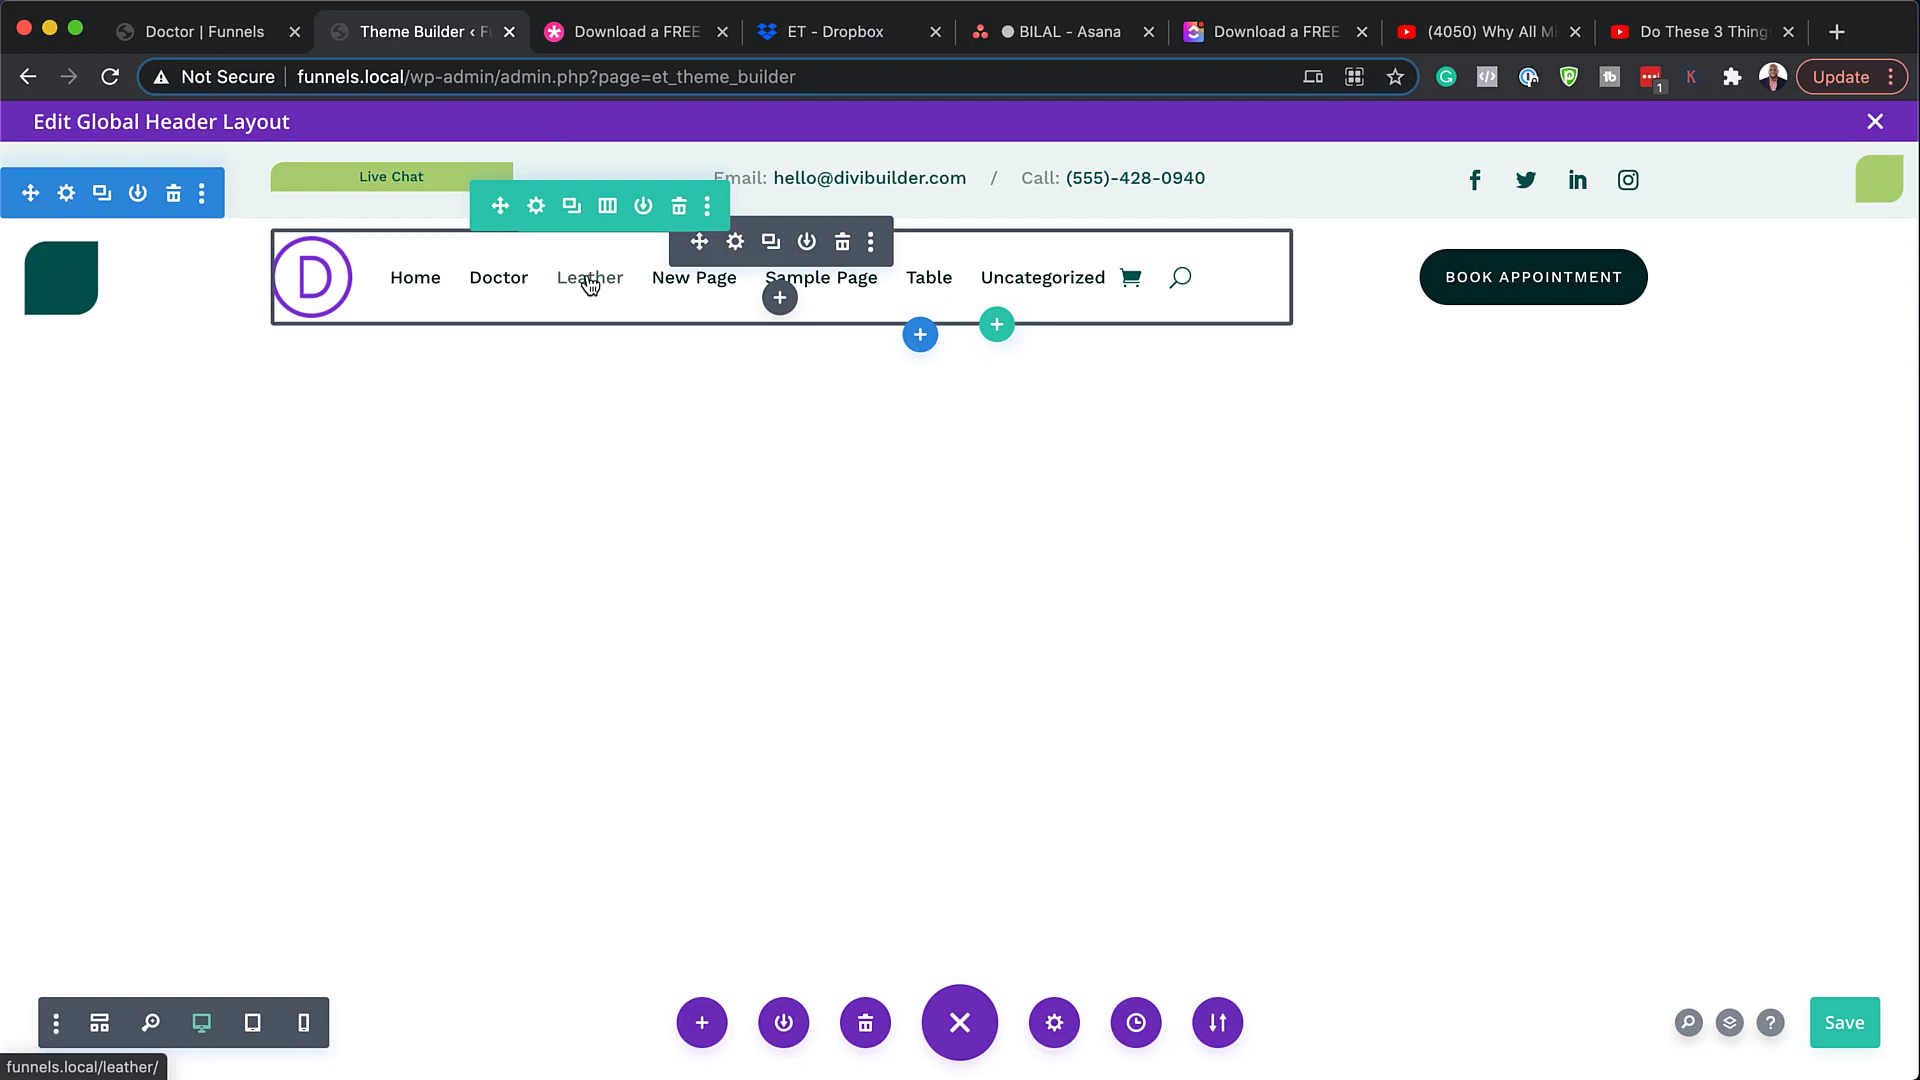 Doctor | Funnels
Theme Builder ‹ F
Download a FREE
ET - Dropbox
BILAL - Asana
Download a FREE
(4050) Why All Mi
Do These 3 Thing
Not Secure
funnels.local/wp-admin/admin.php?page=et_theme_builder
1
Update
Edit Global Header Layout
Live Chat
Email: hello@divibuilder.com / Call: (555)-428-0940
D
Home
Doctor
Leather
New Page
Sample Page
Table
Uncategorized
BOOK APPOINTMENT
Save
funnels.local/leather/